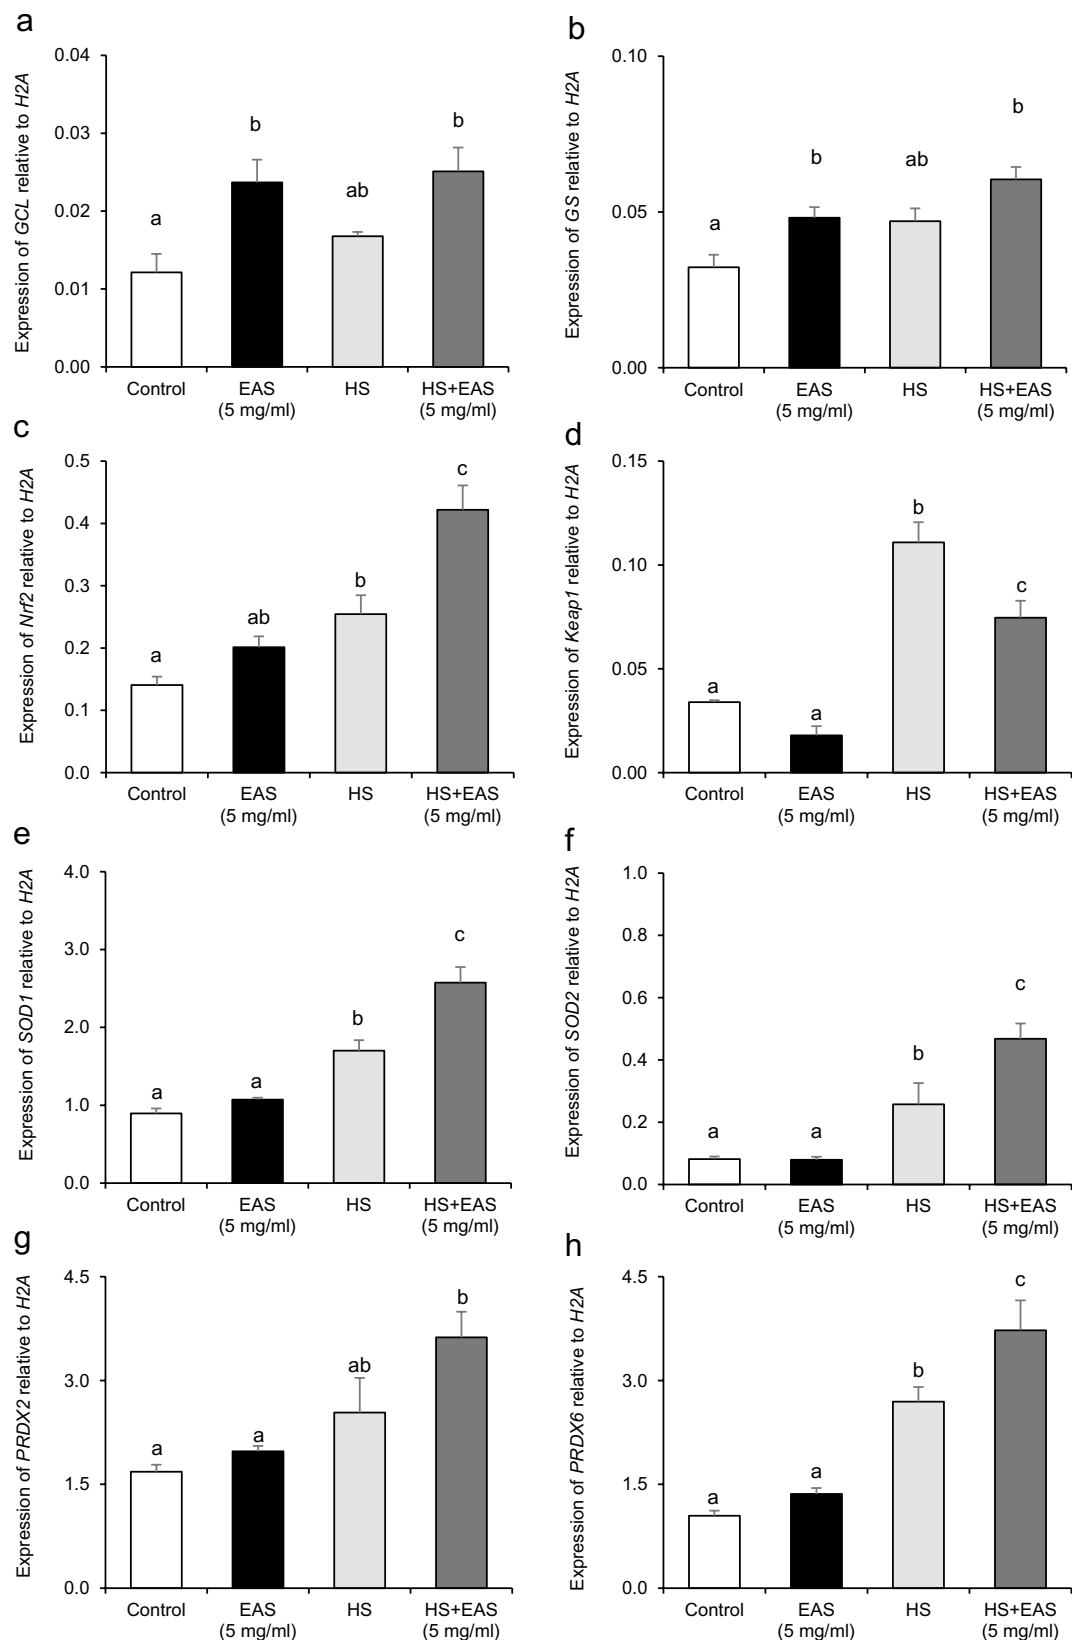 a
Expression of GCL relative to H2A
0.04
0.03
0.02
0.01
0.00
a
b
ab
b
Control
EAS
(5 mg/ml)
HS
HS+EAS
(5 mg/ml)
b
Expression of GS relative to H2A
0.10
0.05
0.00
a
b
ab
b
Control
EAS
(5 mg/ml)
HS
HS+EAS
(5 mg/ml)
c
Expression of Nrf2 relative to H2A
0.5
0.4
0.3
0.2
0.1
0.0
a
ab
b
c
Control
EAS
(5 mg/ml)
HS
HS+EAS
(5 mg/ml)
d
Expression of Keap1 relative to H2A
0.15
0.10
0.05
0.00
a
a
b
c
Control
EAS
(5 mg/ml)
HS
HS+EAS
(5 mg/ml)
e
Expression of SOD1 relative to H2A
4.0
3.0
2.0
1.0
0.0
a
a
b
c
Control
EAS
(5 mg/ml)
HS
HS+EAS
(5 mg/ml)
f
Expression of SOD2 relative to H2A
1.0
0.8
0.6
0.4
0.2
0.0
a
a
b
c
Control
EAS
(5 mg/ml)
HS
HS+EAS
(5 mg/ml)
g
Expression of PRDX2 relative to H2A
4.5
3.0
1.5
0.0
a
a
ab
b
Control
EAS
(5 mg/ml)
HS
HS+EAS
(5 mg/ml)
h
Expression of PRDX6 relative to H2A
4.5
3.0
1.5
0.0
a
a
b
c
Control
EAS
(5 mg/ml)
HS
HS+EAS
(5 mg/ml)